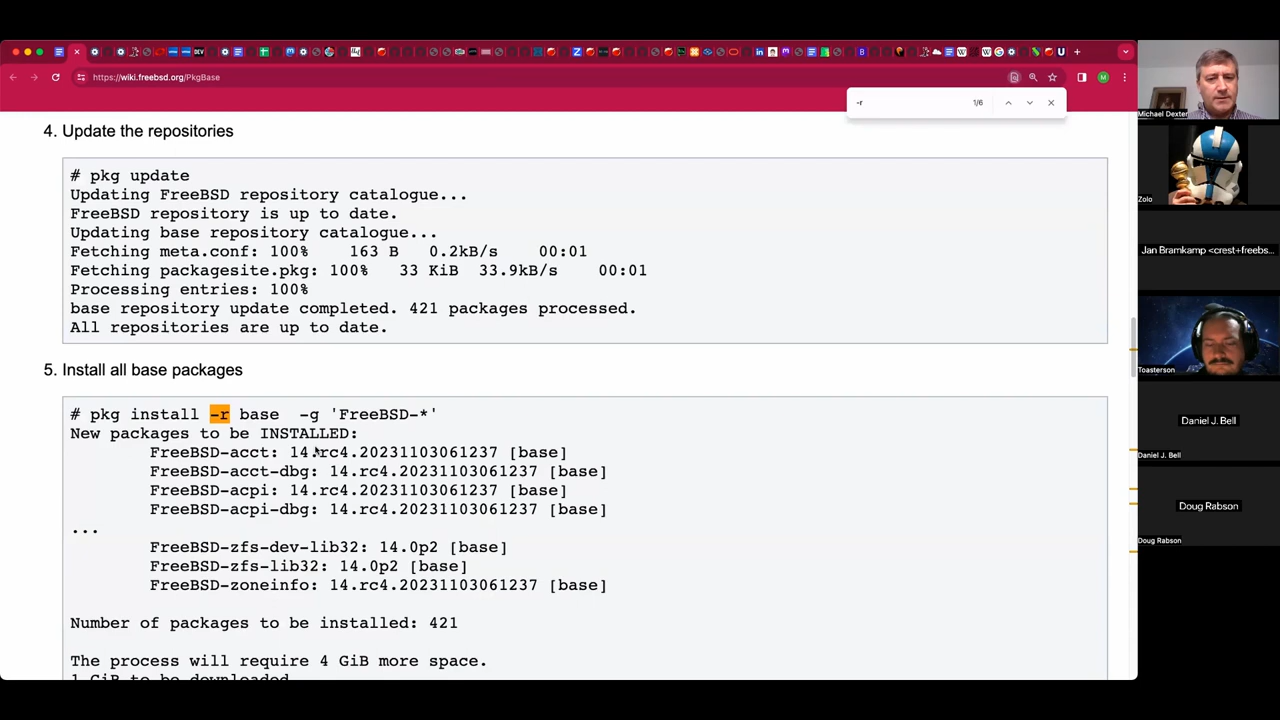 https://wiki.freebsd.org/PkgBase
-r
1/6
4. Update the repositories
# pkg update
Updating FreeBSD repository catalogue...
FreeBSD repository is up to date.
Updating base repository catalogue...
Fetching meta.conf: 100%    163 B   0.2kB/s    00:01
Fetching packagesite.pkg: 100%   33 KiB  33.9kB/s    00:01
Processing entries: 100%
base repository update completed. 421 packages processed.
All repositories are up to date.
5. Install all base packages
# pkg install -r base  -g 'FreeBSD-*'
New packages to be INSTALLED:
FreeBSD-acct: 14.rc4.20231103061237 [base]
FreeBSD-acct-dbg: 14.rc4.20231103061237 [base]
FreeBSD-acpi: 14.rc4.20231103061237 [base]
FreeBSD-acpi-dbg: 14.rc4.20231103061237 [base]
...
FreeBSD-zfs-dev-lib32: 14.0p2 [base]
FreeBSD-zfs-lib32: 14.0p2 [base]
FreeBSD-zoneinfo: 14.rc4.20231103061237 [base]
Number of packages to be installed: 421
The process will require 4 GiB more space.
1 GiB to be downloaded
Michael Dexter
Zolo
Jan Bramkamp <crest+freebs...
Toasterson
Daniel J. Bell
Daniel J. Bell
Doug Rabson
Doug Rabson